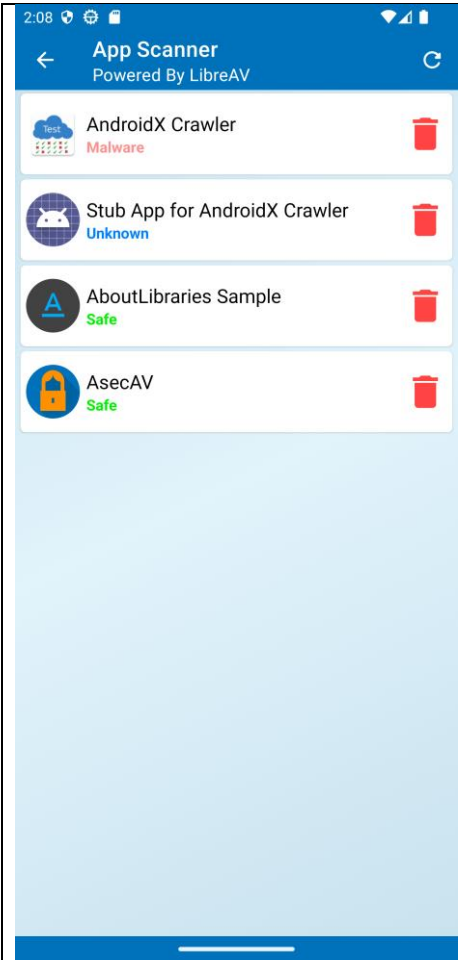 2:08
App Scanner
Powered By LibreAV
Test
AndroidX Crawler
Malware
Stub App for AndroidX Crawler
Unknown
A
AboutLibraries Sample
Safe
AsecAV
Safe